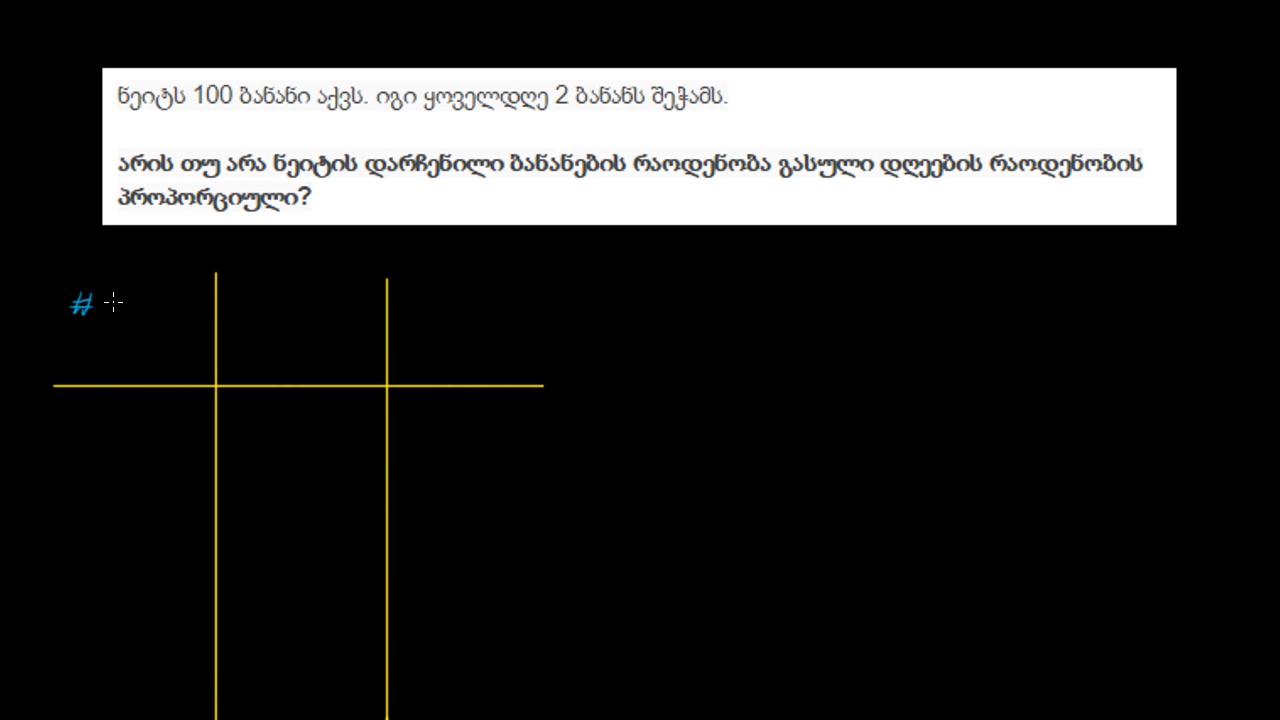 ნეიტს 100 ბანანი აქვს. იგი ყოველდღე 2 ბანანს შეჭამს.
არის თუ არა ნეიტის დარჩენილი ბანანების რაოდენობა გასული დღეების რაოდენობის
პროპორციული?
#